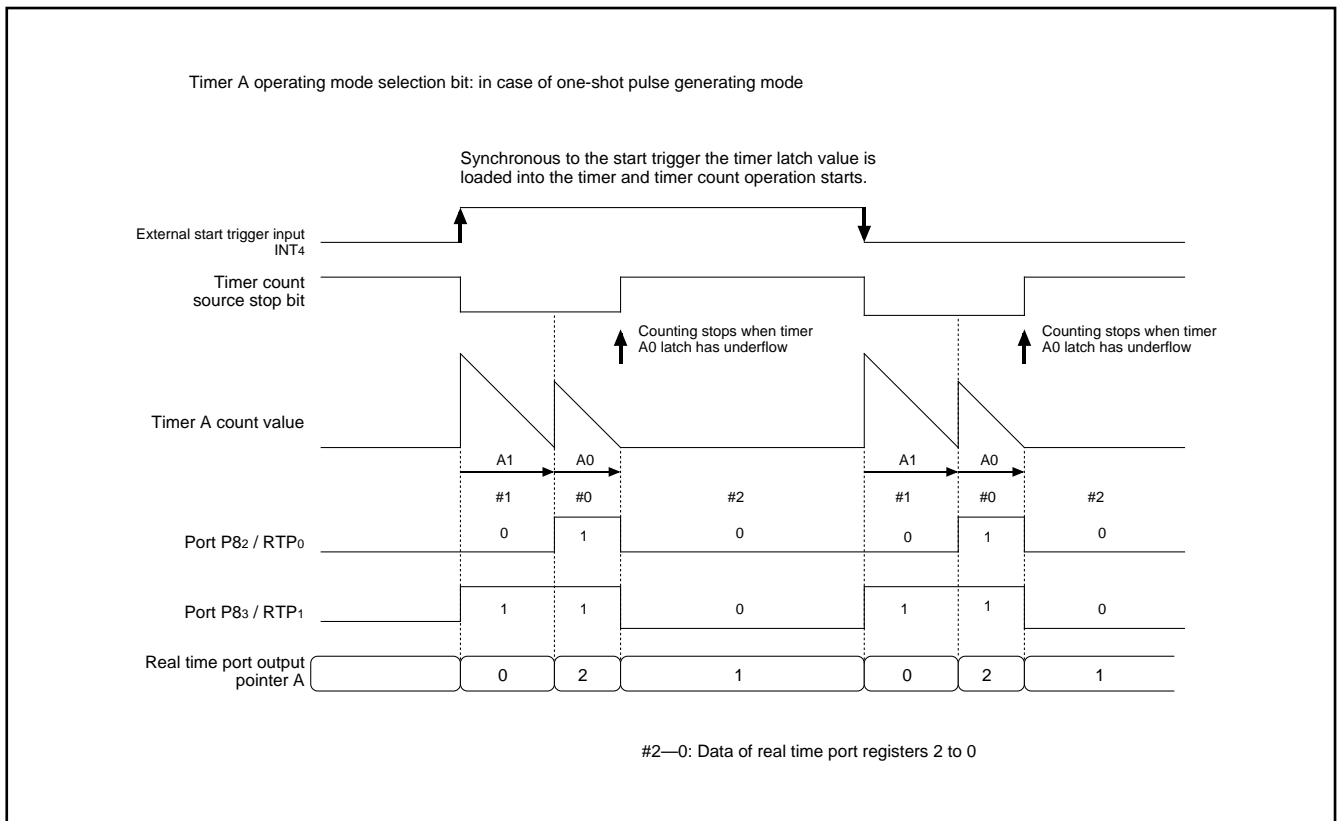 Timer A operating mode selection bit: in case of one-shot pulse generating mode
Synchronous to the start trigger the timer latch value is
loaded into the timer and timer count operation starts.
External start trigger input
INT4
Timer count
source stop bit
Counting stops when timer
A0 latch has underflow
Counting stops when timer
A0 latch has underflow
Timer A count value
A1 A0 A1 A0
#1 #0 #2 #1 #0 #2
Port P82 / RTP0 0 1 0 0 1 0
Port P83 / RTP1 1 1 0 1 1 0
Real time port output
pointer A
0 2 1 0 2 1
#2—0: Data of real time port registers 2 to 0